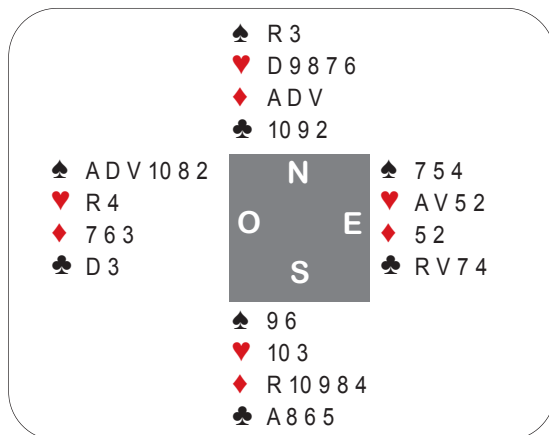 ♠ R 3
♥ D 9 8 7 6
♦ A D V
♣ 10 9 2
♠ A D V 10 8 2
♥ R 4
♦ 7 6 3
♣ D 3
N
O E
S
♠ 7 5 4
♥ A V 5 2
♦ 5 2
♣ R V 7 4
♠ 9 6
♥ 10 3
♦ R 10 9 8 4
♣ A 8 6 5